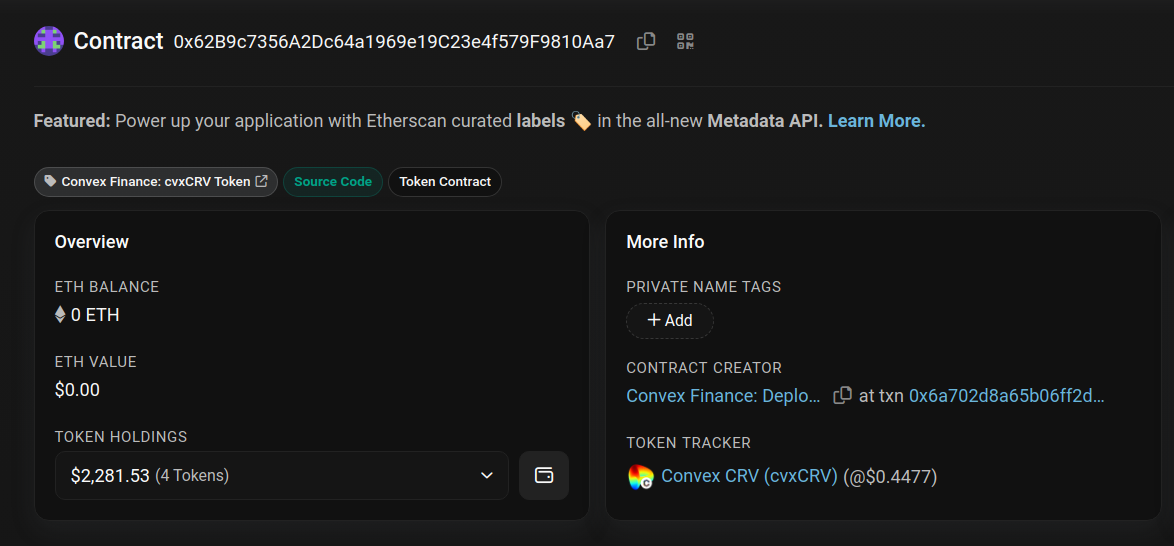 Contract 0x62B9c7356A2Dc64a1969e19C23e4f579F9810Aa7
Featured: Power up your application with Etherscan curated labels 🏷️ in the all-new Metadata API. Learn More.
Convex Finance: cvxCRV Token Source Code Token Contract
Overview
ETH BALANCE
0 ETH
ETH VALUE
$0.00
TOKEN HOLDINGS
$2,281.53 (4 Tokens)
More Info
PRIVATE NAME TAGS
+ Add
CONTRACT CREATOR
Convex Finance: Deplo... at txn 0x6a702d8a65b06ff2d...
TOKEN TRACKER
Convex CRV (cvxCRV) (@$0.4477)